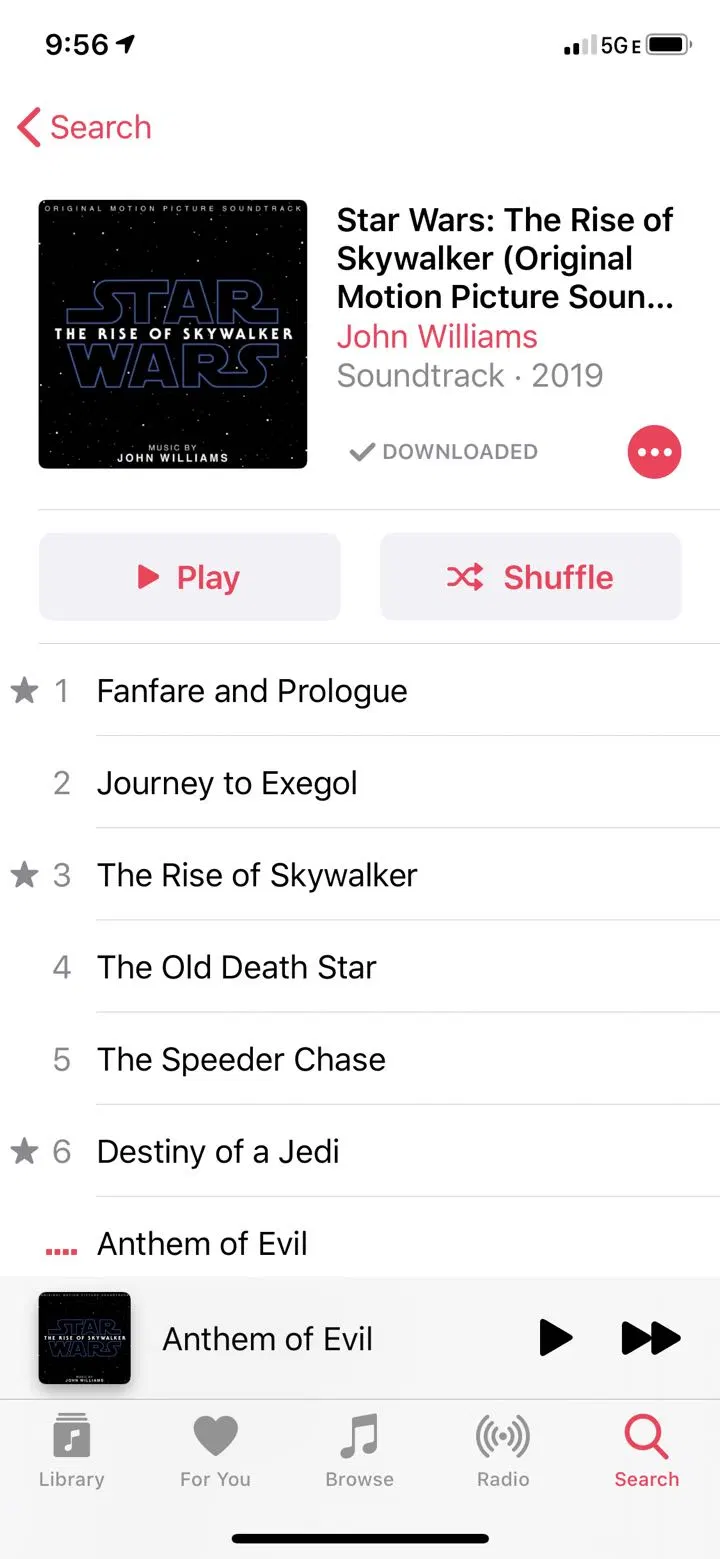 9:56
5GE
Search
ORIGINAL MOTION PICTURE SOUNDTRACK
STAR
THE RISE OF SKYWALKER
WARS
MUSIC BY
JOHN WILLIAMS
Star Wars: The Rise of
Skywalker (Original
Motion Picture Soun...
John Williams
Soundtrack · 2019
DOWNLOADED
Play
Shuffle
1 Fanfare and Prologue
2 Journey to Exegol
3 The Rise of Skywalker
4 The Old Death Star
5 The Speeder Chase
6 Destiny of a Jedi
Anthem of Evil
ORIGINAL MOTION PICTURE SOUNDTRACK
STAR
THE RISE OF SKYWALKER
WARS
MUSIC BY
JOHN WILLIAMS
Anthem of Evil
Library
For You
Browse
Radio
Search